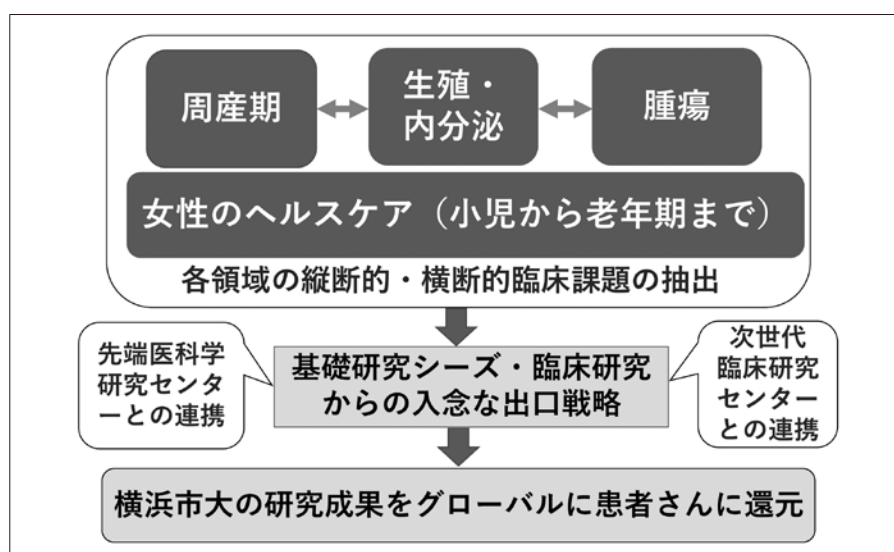 周産期
生殖・
内分泌
腫瘍
女性のヘルスケア（小児から老年期まで）
各領域の縦断的・横断的臨床課題の抽出
先端医科学
研究センタ
ーとの連携
基礎研究シーズ・臨床研究
からの入念な出口戦略
次世代
臨床研究
センター
との連携
横浜市大の研究成果をグローバルに患者さんに還元